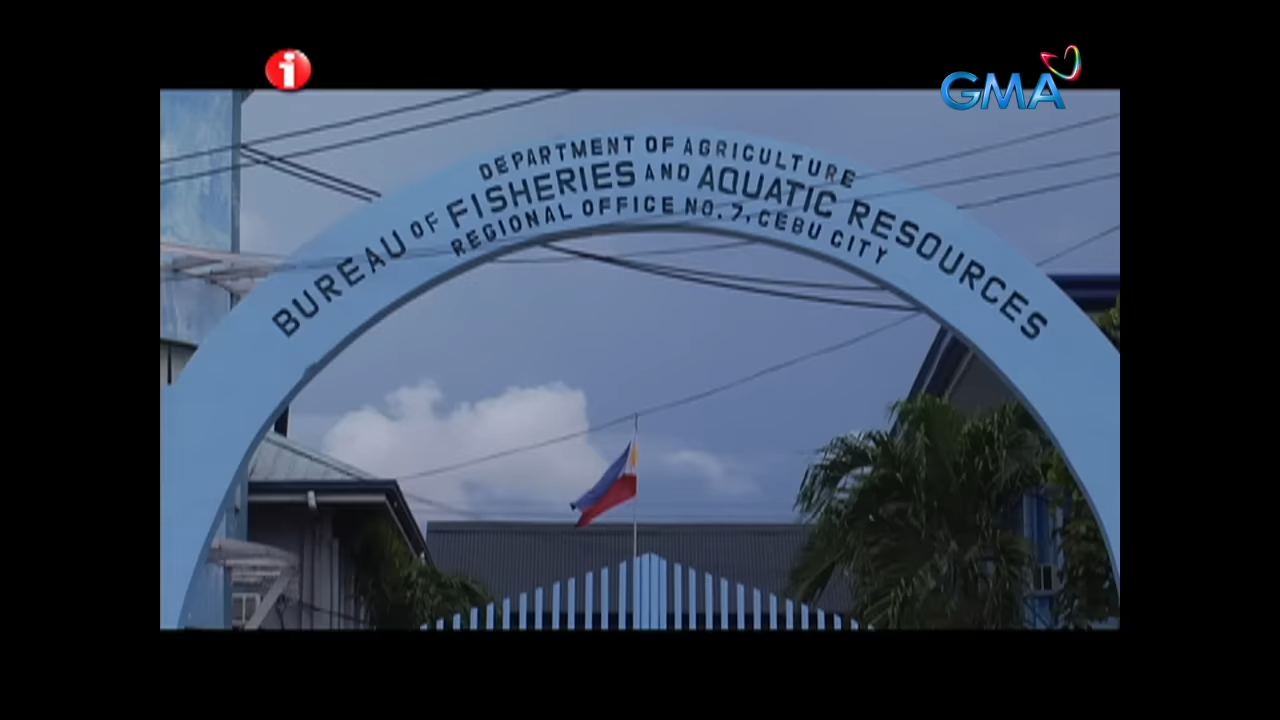 i
GMA
DEPARTMENT OF AGRICULTURE
BUREAU OF FISHERIES AND AQUATIC RESOURCES
REGIONAL OFFICE NO. 7, CEBU CITY